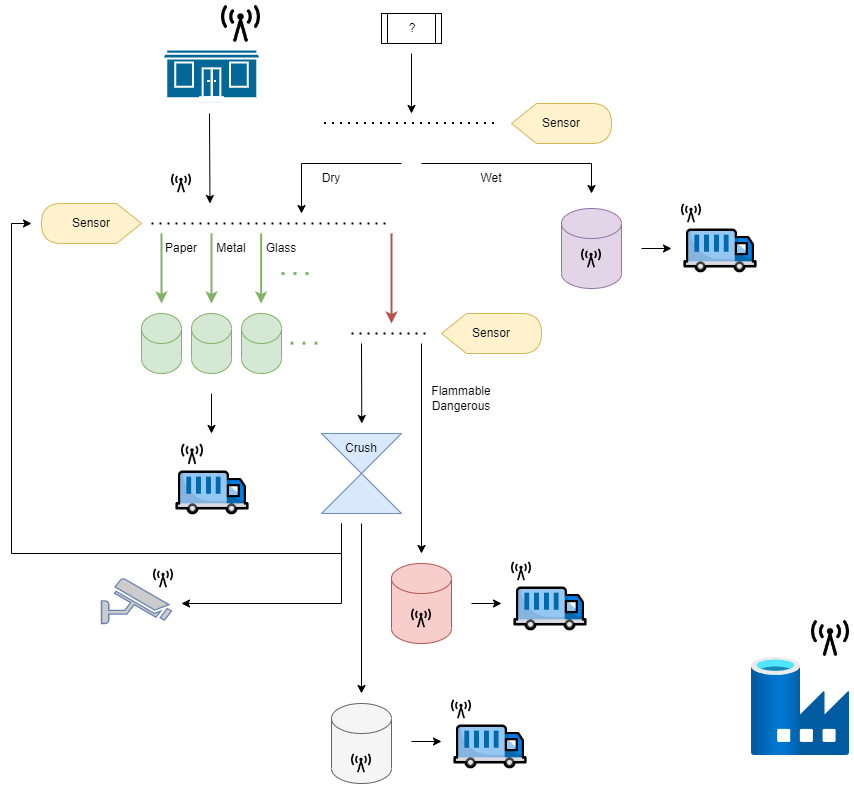 ?
Sensor
Dry
Wet
Sensor
Paper
Metal
Glass
Sensor
Flammable
Dangerous
Crush